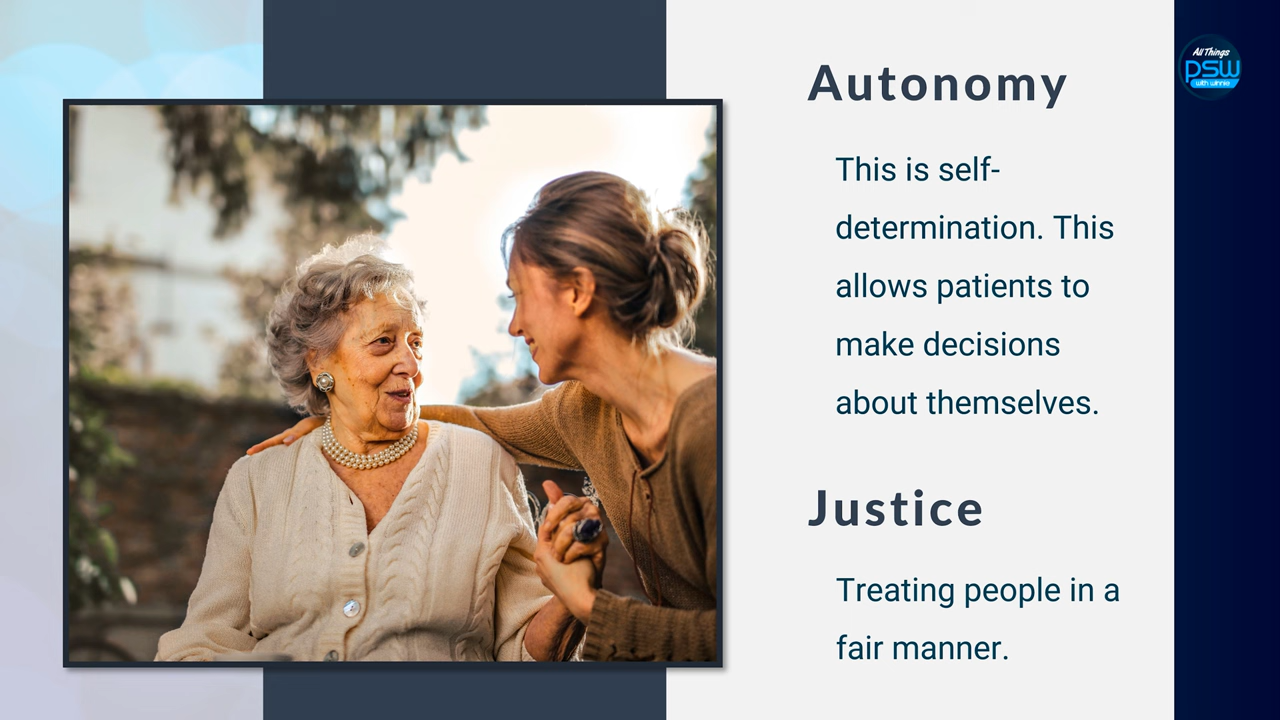 Autonomy
This is self-
determination. This
allows patients to
make decisions
about themselves.
Justice
Treating people in a
fair manner.
All Things
PSW
with winnie